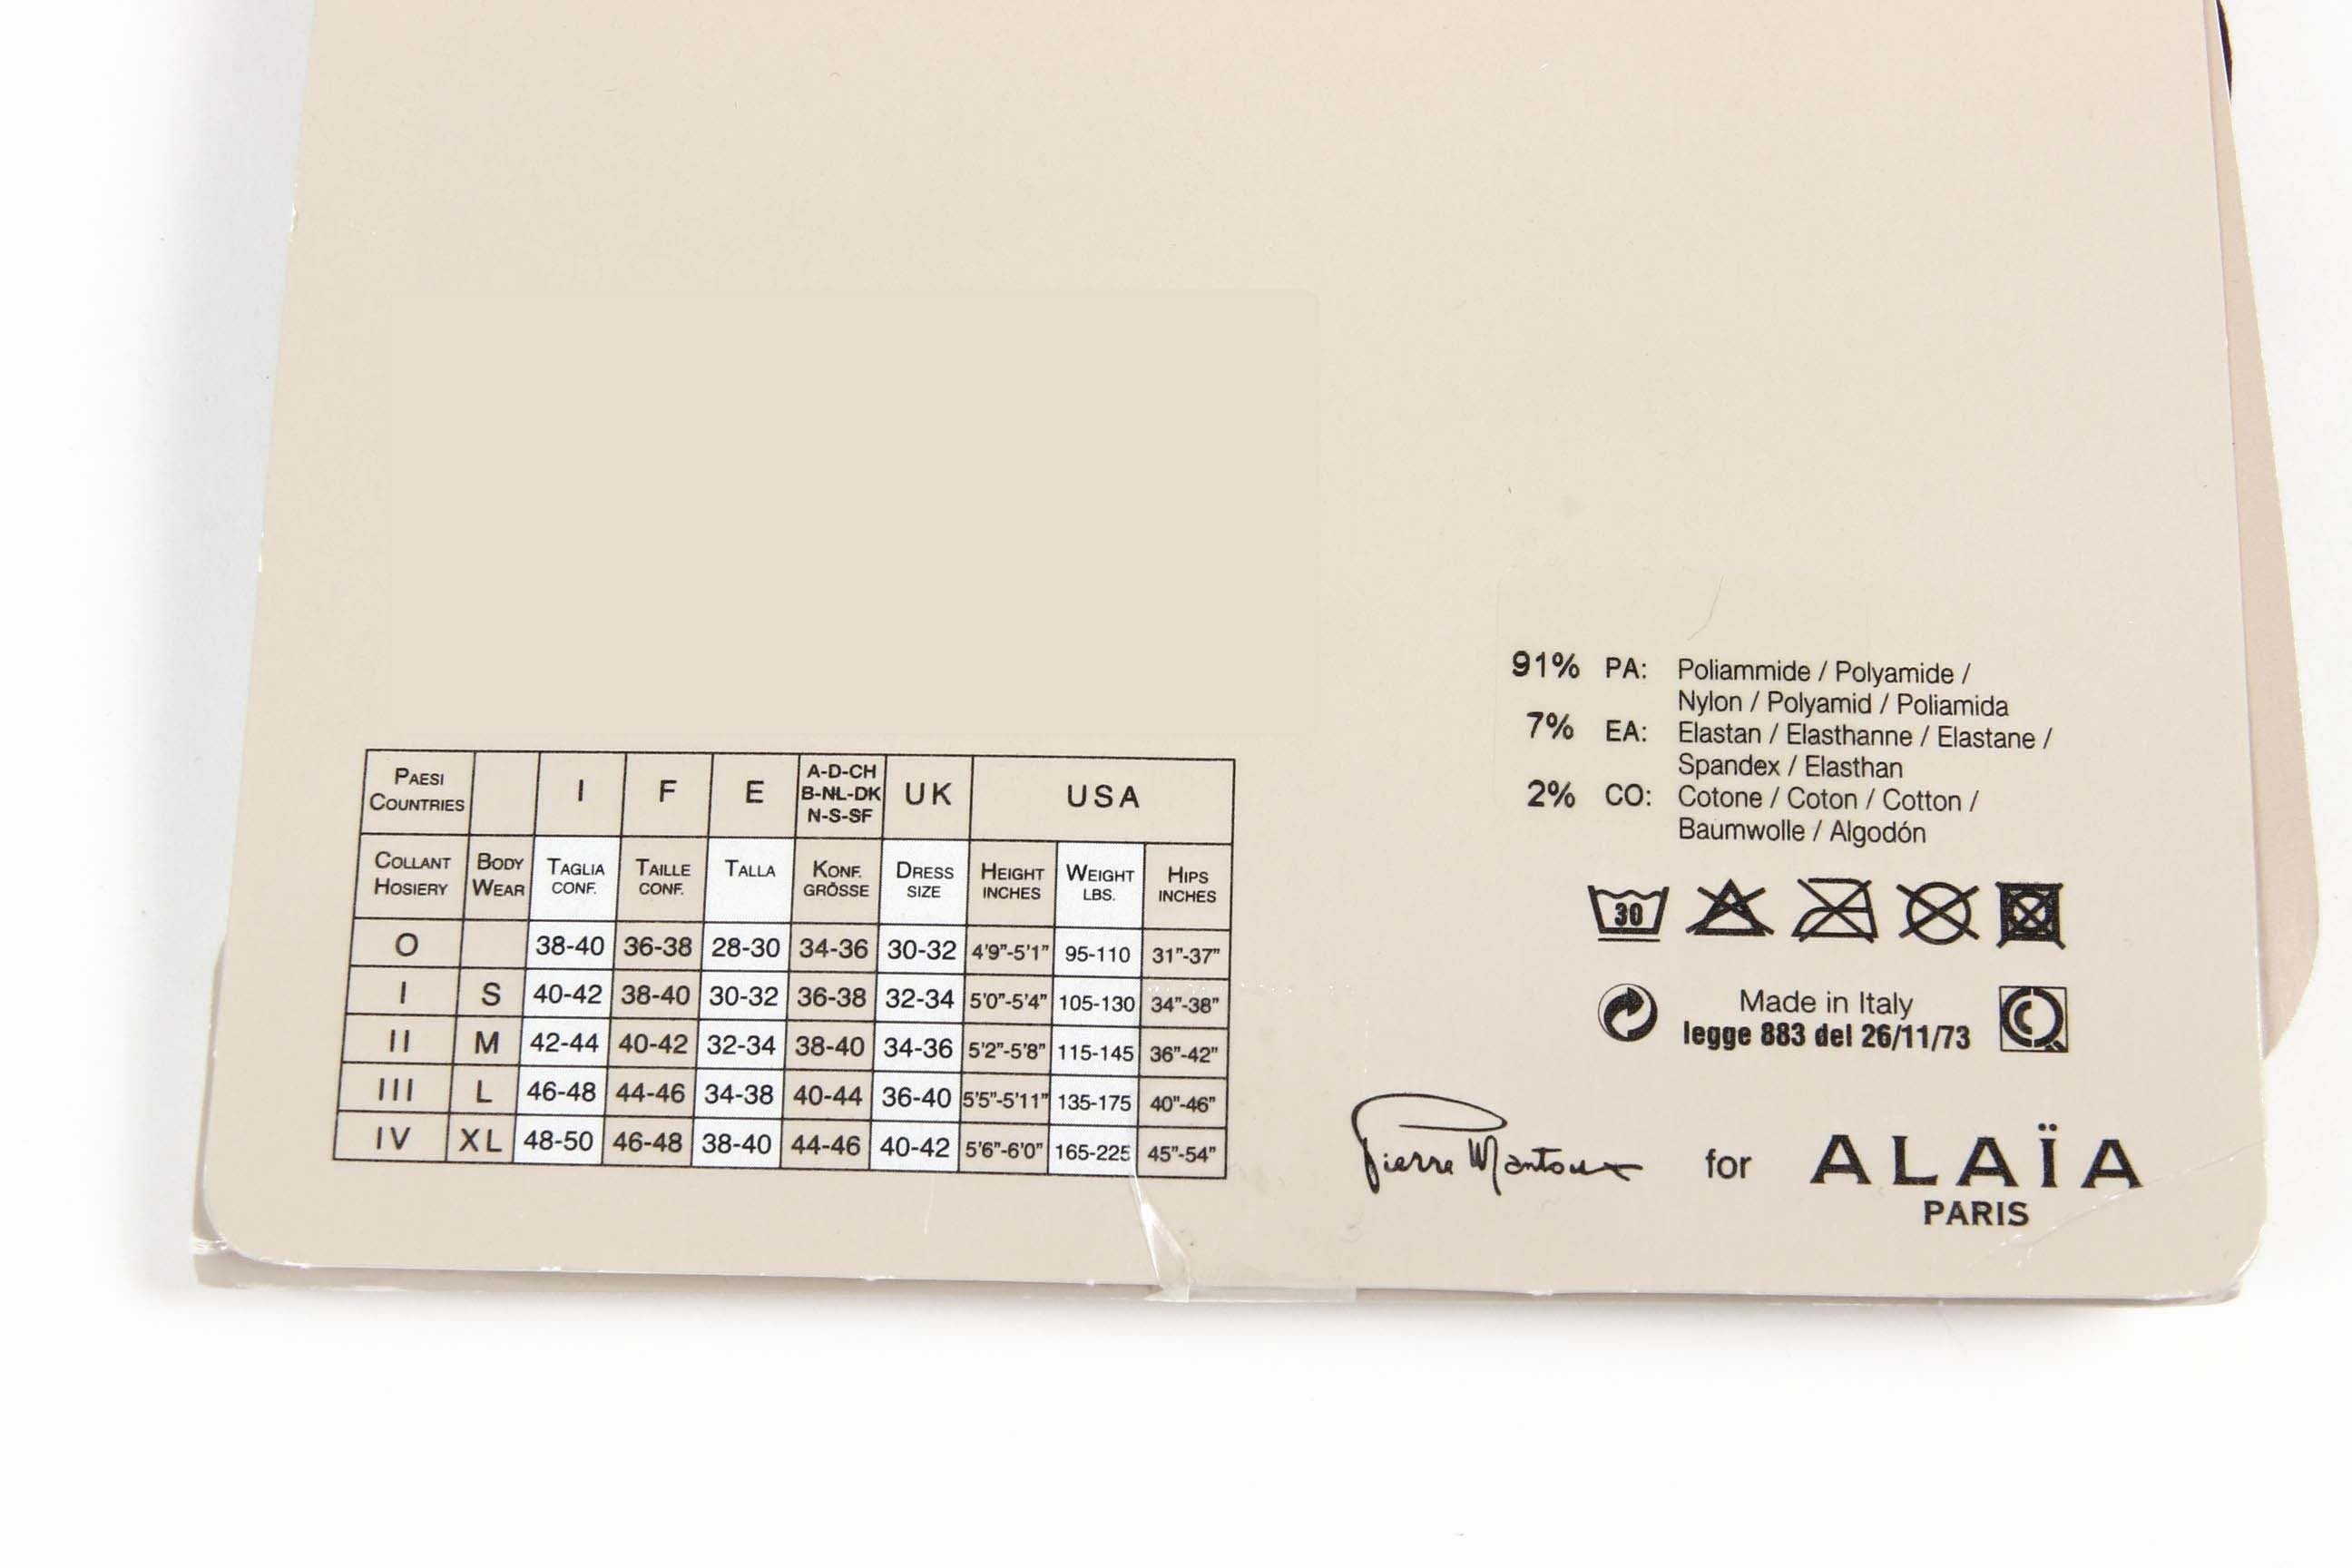 PAESI COUNTRIES I F E A-D-CH B-NL-DK N-S-SF UK USA
COLLANT HOSIERY BODY WEAR TAGLIA CONF. TAILLE CONF. TALLA KONF. GRÖSSE DRESS SIZE HEIGHT INCHES WEIGHT LBS. HIPS INCHES
O 38-40 36-38 28-30 34-36 30-32 4'9"-5'1" 95-110 31"-37"
I S 40-42 38-40 30-32 36-38 32-34 5'0"-5'4" 105-130 34"-38"
II M 42-44 40-42 32-34 38-40 34-36 5'2"-5'8" 115-145 36"-42"
III L 46-48 44-46 34-38 40-44 36-40 5'5"-5'11" 135-175 40"-46"
IV XL 48-50 46-48 38-40 44-46 40-42 5'6"-6'0" 165-225 45"-54"
91% PA: Poliammide / Polyamide /
Nylon / Polyamid / Poliamida
7% EA: Elastan / Elasthanne / Elastane /
Spandex / Elasthan
2% CO: Cotone / Coton / Cotton /
Baumwolle / Algodón
30
Made in Italy
legge 883 del 26/11/73
Pierre Mantoux for ALAÏA
PARIS